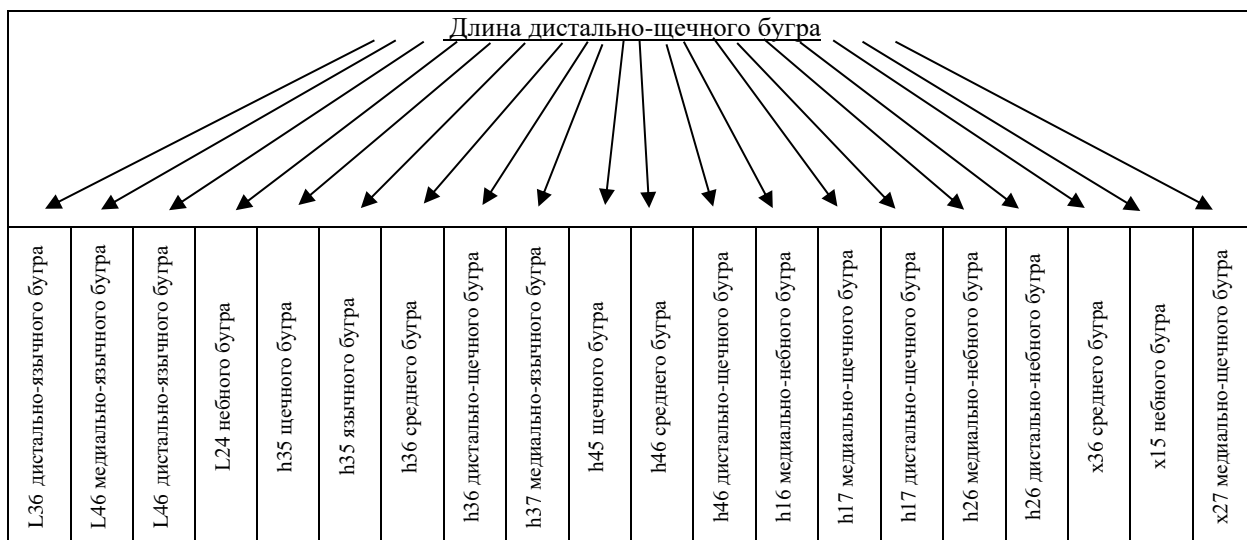 Длина дистально-щечного бугра
L36 дистально-язычного бугра
L46 медиально-язычного бугра
L46 дистально-язычного бугра
L24 небного бугра
h35 щечного бугра
h35 язычного бугра
h36 среднего бугра
h36 дистально-щечного бугра
h37 медиально-язычного бугра
h45 щечного бугра
h46 среднего бугра
h46 дистально-щечного бугра
h16 медиально-небного бугра
h17 медиально-щечного бугра
h17 дистально-щечного бугра
h26 медиально-небного бугра
h26 дистально-небного бугра
x36 среднего бугра
x15 небного бугра
x27 медиально-щечного бугра